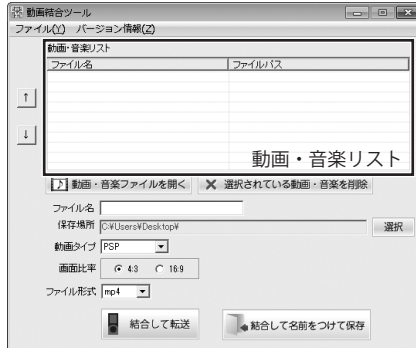 動画結合ツール
ファイル(Y) バージョン情報(Z)
動画・音楽リスト
ファイル名 ファイルパス
↑
↓
動画・音楽リスト
動画・音楽ファイルを開く 選択されている動画・音楽を削除
ファイル名
保存場所 C:¥Users¥Desktop¥ 選択
動画タイプ PSP
画面比率 4:3 16:9
ファイル形式 mp4
結合して転送 結合して名前をつけて保存